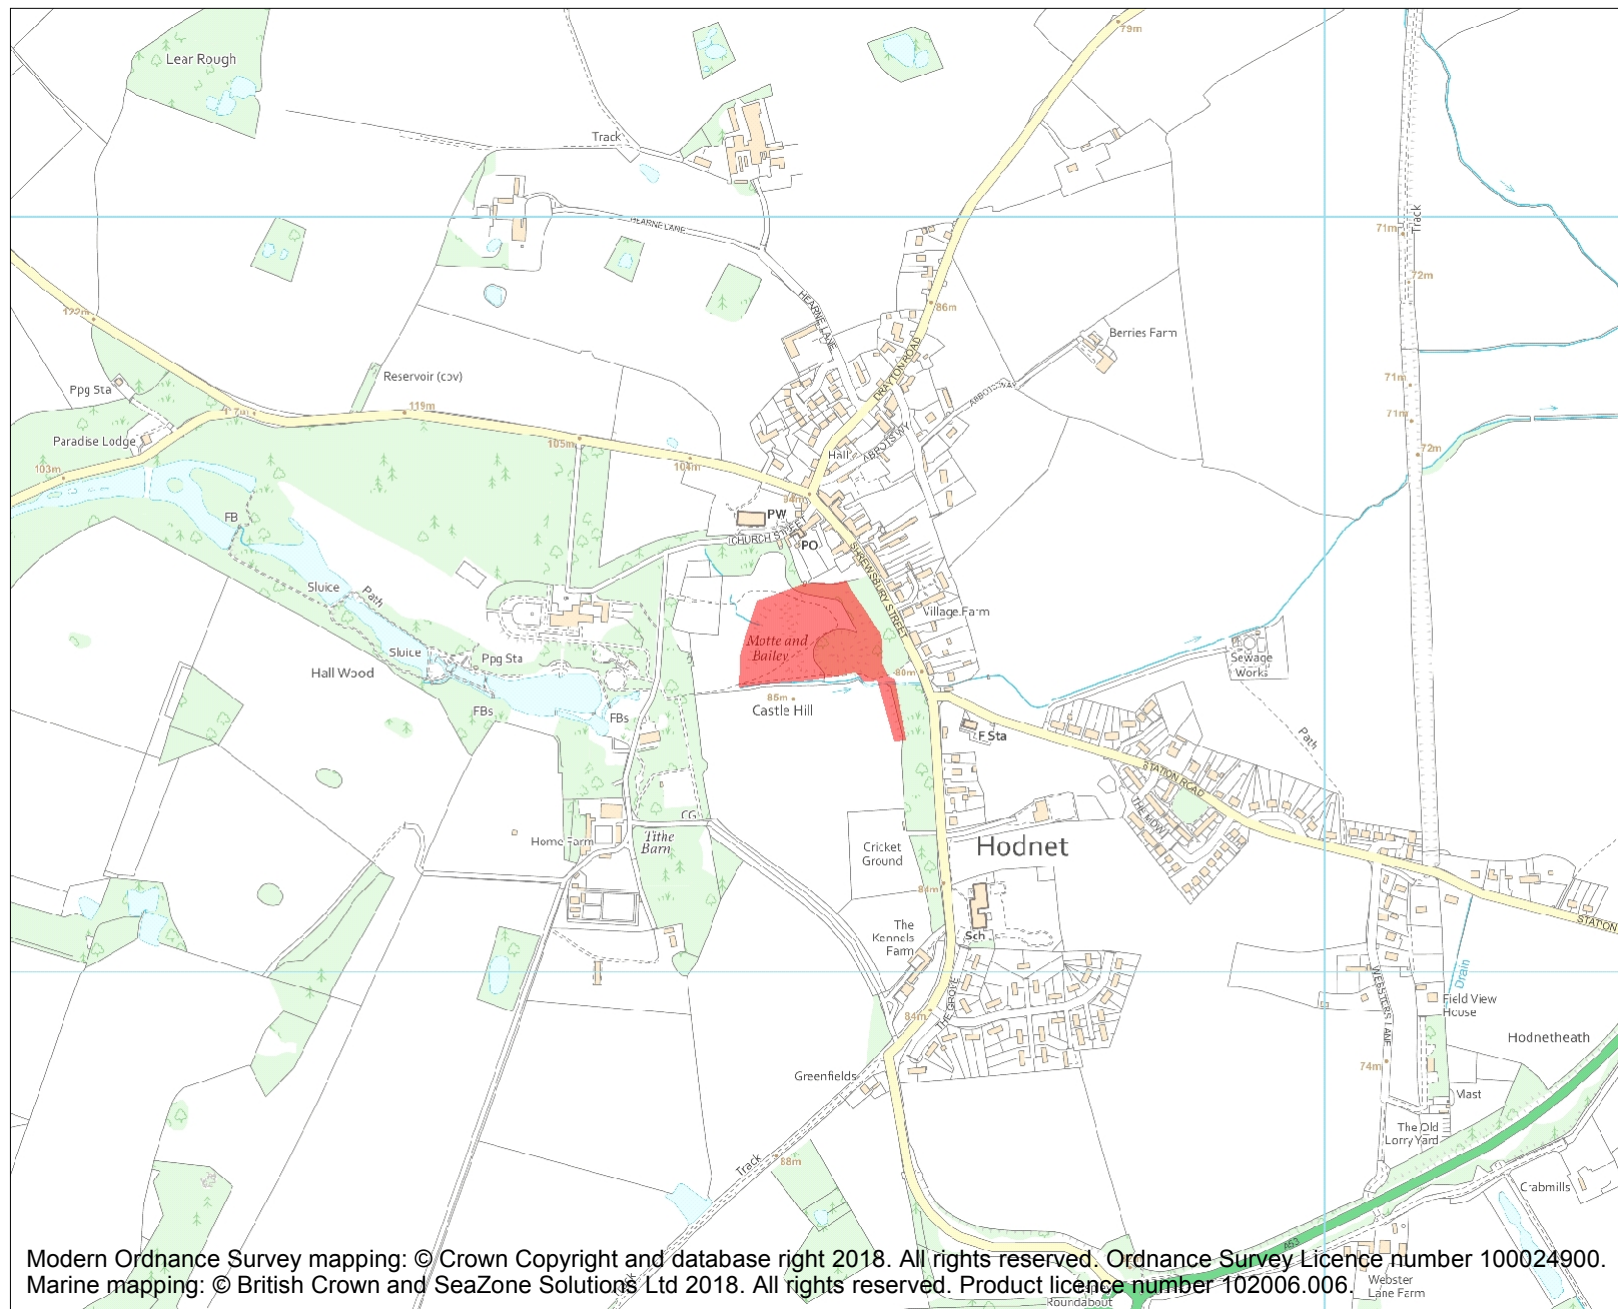 79m
Lear Rough
Track
HEARNE LANE
Track
71m
72m
HEARNE LANE
86m
122m
Berries Farm
DRAYTON ROAD
Reservoir (cov)
Ppg Sta
71m
ABBOTS WAY
119m
71m
Paradise Lodge
105m
ABBOTS WY
Hall
72m
103m
104m
94m
FB
PW
CHURCH STREET
PO
SHREWSBURY STREET
Sluice
Path
Village Farm
Motte and
Bailey
Sluice
Ppg Sta
Sewage
Works
Hall Wood
80m
85m
Castle Hill
FBs
FBs
F Sta
Path
STATION ROAD
CG
Home Farm
Tithe
Barn
Hodnet
Cricket
Ground
84m
The
Kennels
Farm
Sch
STATION
WEBSTERS LANE
Drain
Field View
House
THE GROVE
84m
Hodnetheath
74m
Greenfields
Mast
The Old
Lorry Yard
Track
88m
Crabmills
A53
Modern Ordnance Survey mapping: © Crown Copyright and database right 2018. All rights reserved. Ordnance Survey Licence number 100024900.
Marine mapping: © British Crown and SeaZone Solutions Ltd 2018. All rights reserved. Product licence number 102006.006.
Webster
Lane Farm
Roundabout